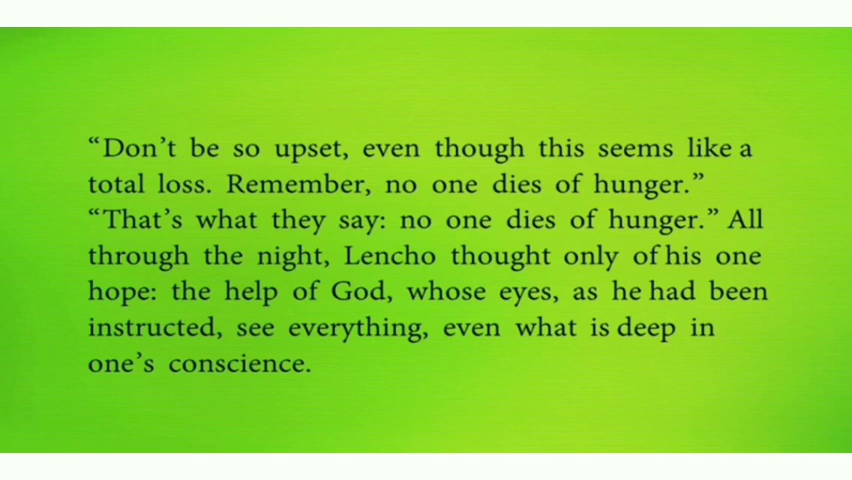 “Don’t be so upset, even though this seems like a
total loss. Remember, no one dies of hunger.”
“That’s what they say: no one dies of hunger.” All
through the night, Lencho thought only of his one
hope: the help of God, whose eyes, as he had been
instructed, see everything, even what is deep in
one’s conscience.